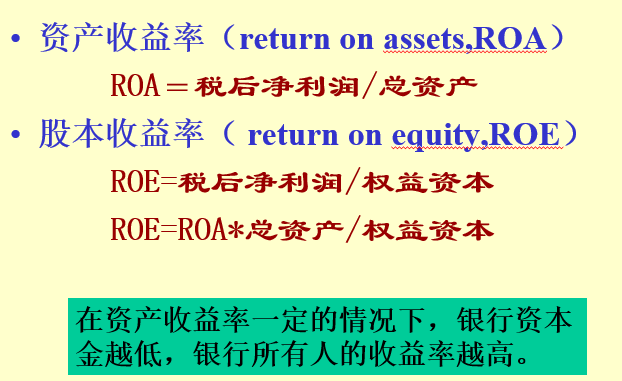 • 资产收益率（return on assets,ROA）
ROA＝税后净利润/总资产
• 股本收益率（ return on equity,ROE）
ROE=税后净利润/权益资本
ROE=ROA*总资产/权益资本
在资产收益率一定的情况下，银行资本
金越低，银行所有人的收益率越高。